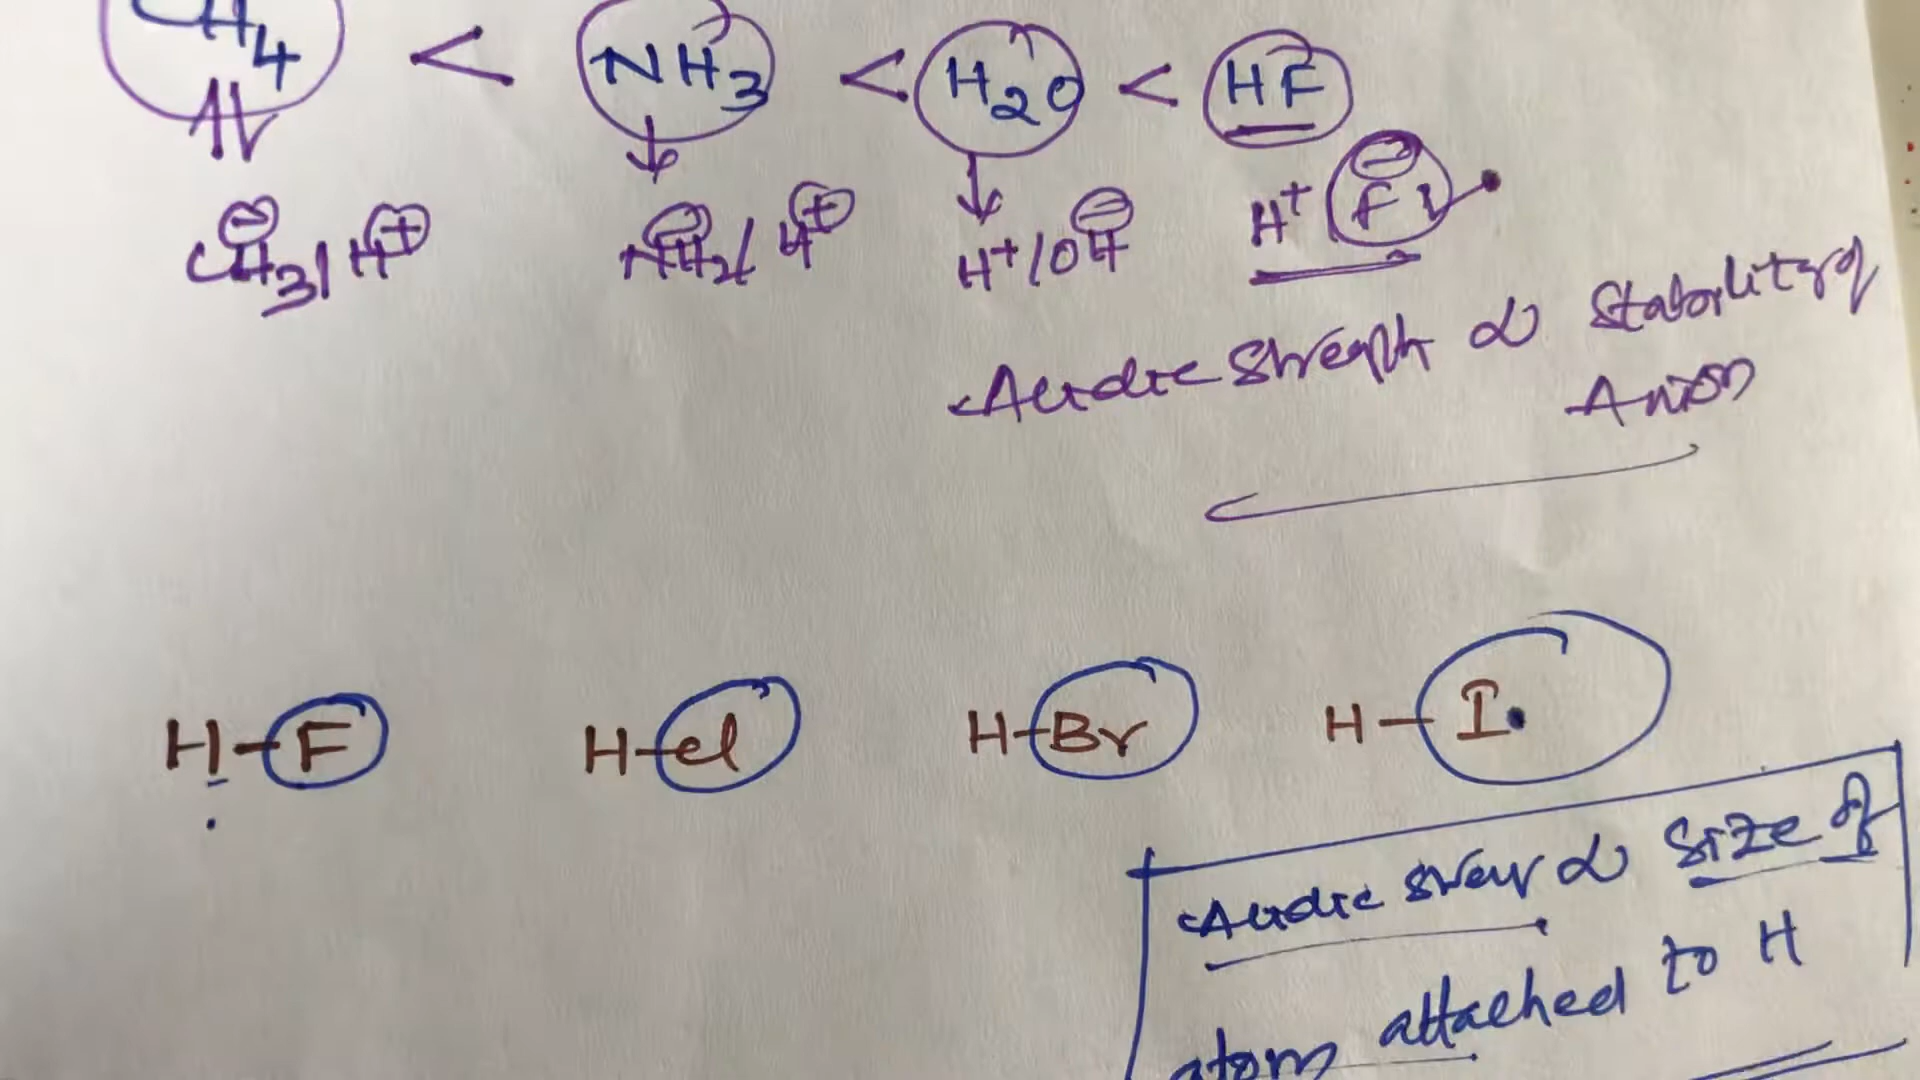 CH4 < NH3 < H2O < HF
CH3⊖/H⊕ NH2⊖/H⊕ H+/OH⊖ H+ F⊖
Acidic Strength ∝ Stability of
Anion
H-F H-Cl H-Br H-I
Acidic ∝ Size of
atom attached to H